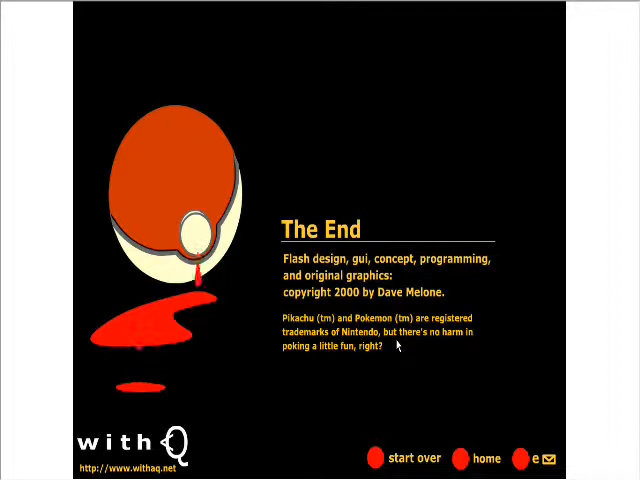 The End
Flash design, gui, concept, programming,
and original graphics:
copyright 2000 by Dave Melone.
Pikachu (tm) and Pokemon (tm) are registered
trademarks of Nintendo, but there's no harm in
poking a little fun, right?
with Q
http://www.withaq.net
start over
home
e